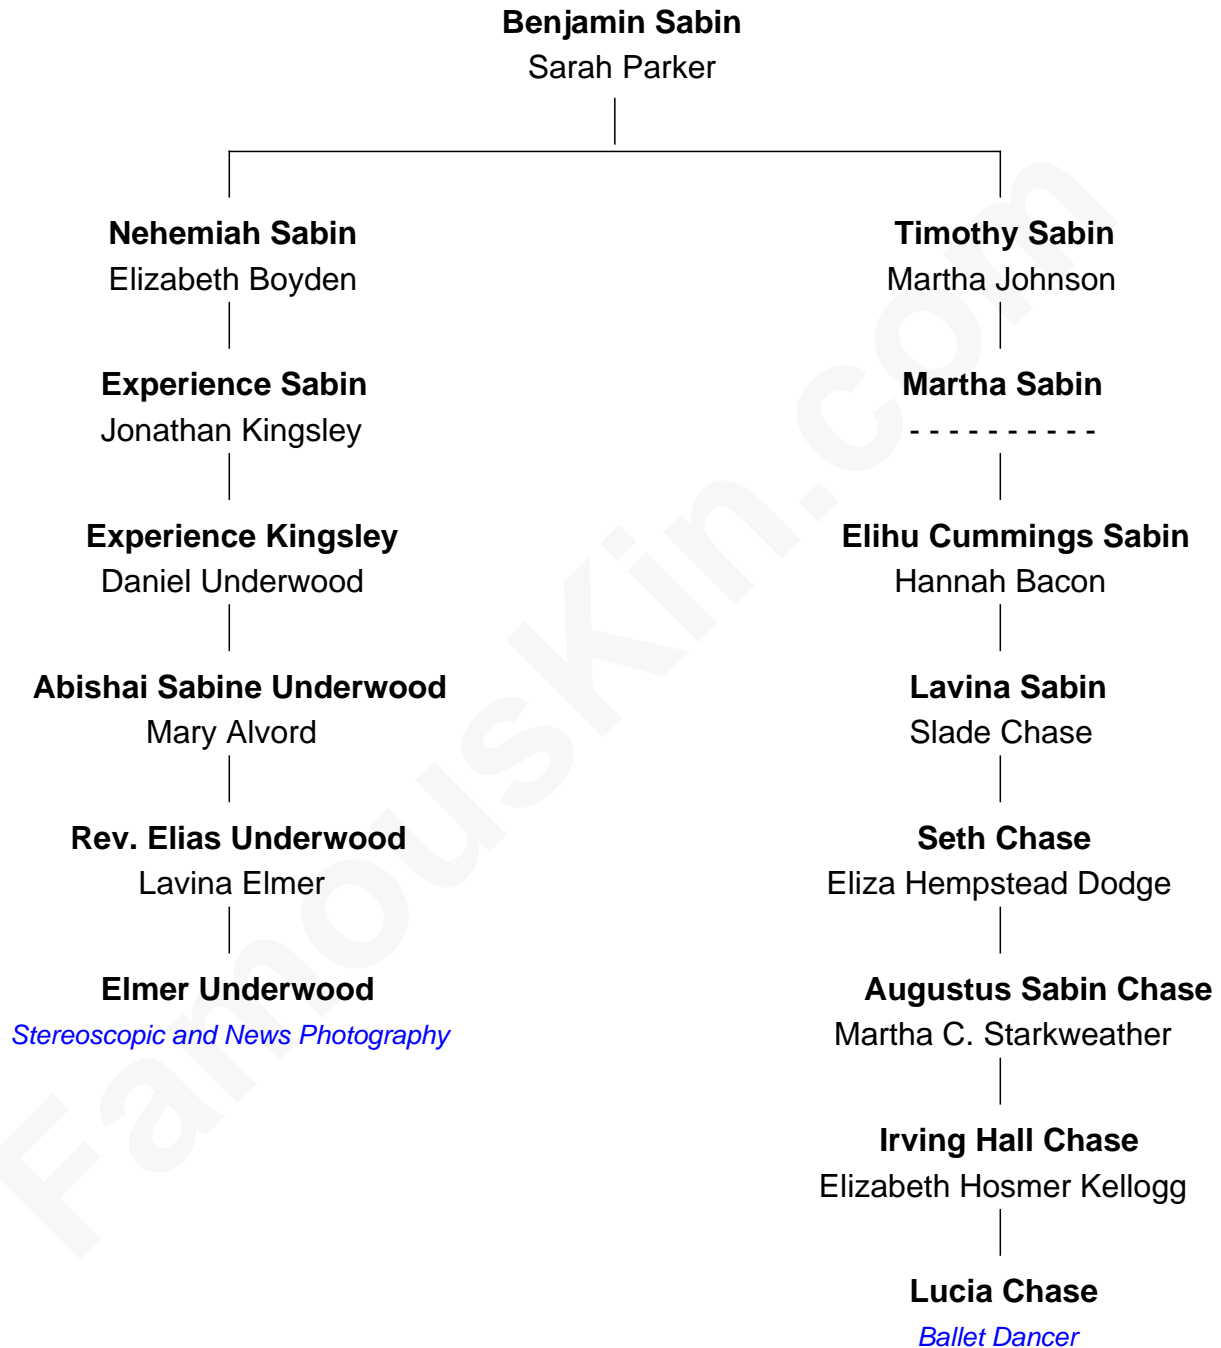 Benjamin Sabin
Sarah Parker
Nehemiah Sabin
Elizabeth Boyden
Timothy Sabin
Martha Johnson
Experience Sabin
Jonathan Kingsley
Martha Sabin
- - - - - - - - - -
Experience Kingsley
Daniel Underwood
Elihu Cummings Sabin
Hannah Bacon
Abishai Sabine Underwood
Mary Alvord
Lavina Sabin
Slade Chase
Rev. Elias Underwood
Lavina Elmer
Seth Chase
Eliza Hempstead Dodge
Elmer Underwood
Stereoscopic and News Photography
Augustus Sabin Chase
Martha C. Starkweather
Irving Hall Chase
Elizabeth Hosmer Kellogg
Lucia Chase
Ballet Dancer
FamousKin.com